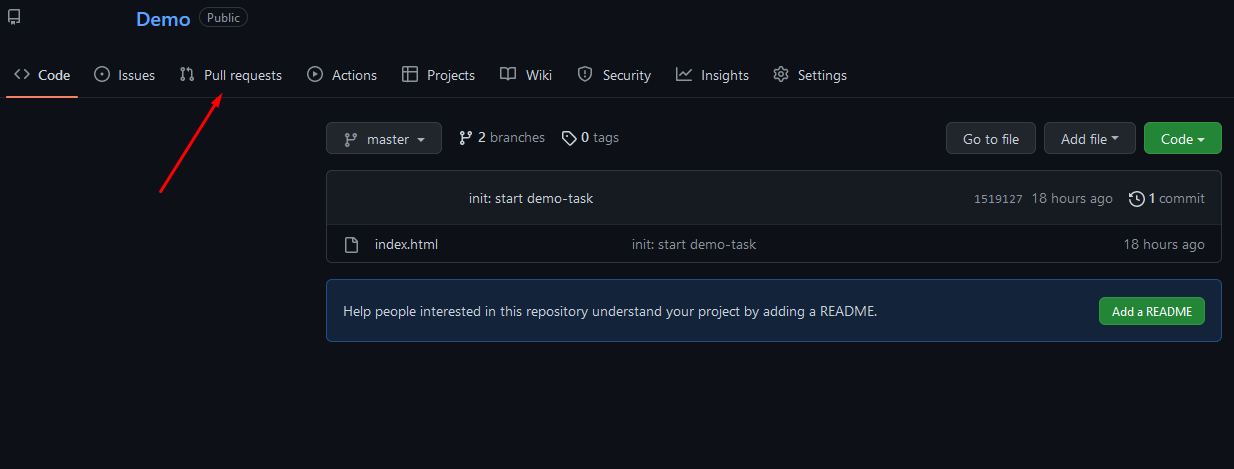 Demo Public
Code Issues Pull requests Actions Projects Wiki Security Insights Settings
master 2 branches 0 tags Go to file Add file Code
init: start demo-task 1519127 18 hours ago 1 commit
index.html init: start demo-task 18 hours ago
Help people interested in this repository understand your project by adding a README. Add a README